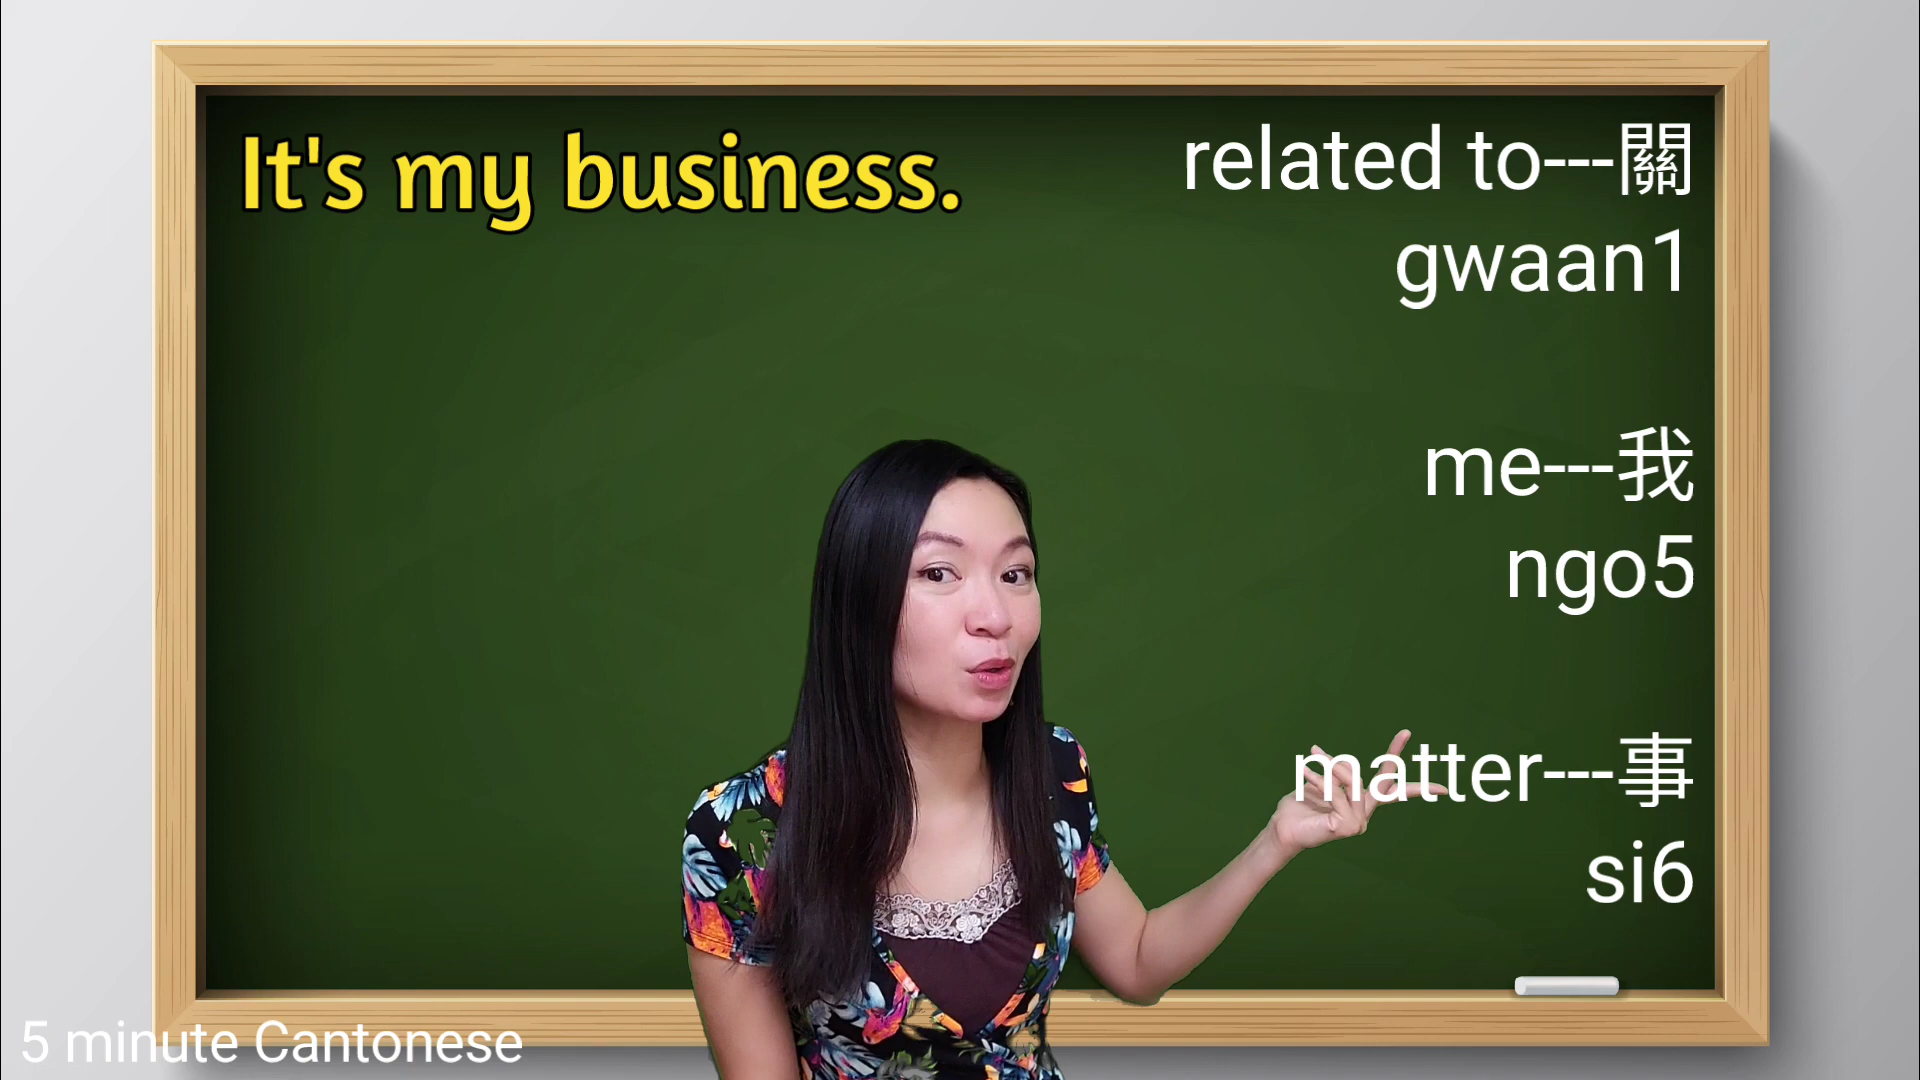 It's my business.
related to---關
gwaan1
me---我
ngo5
matter---事
si6
5 minute Cantonese